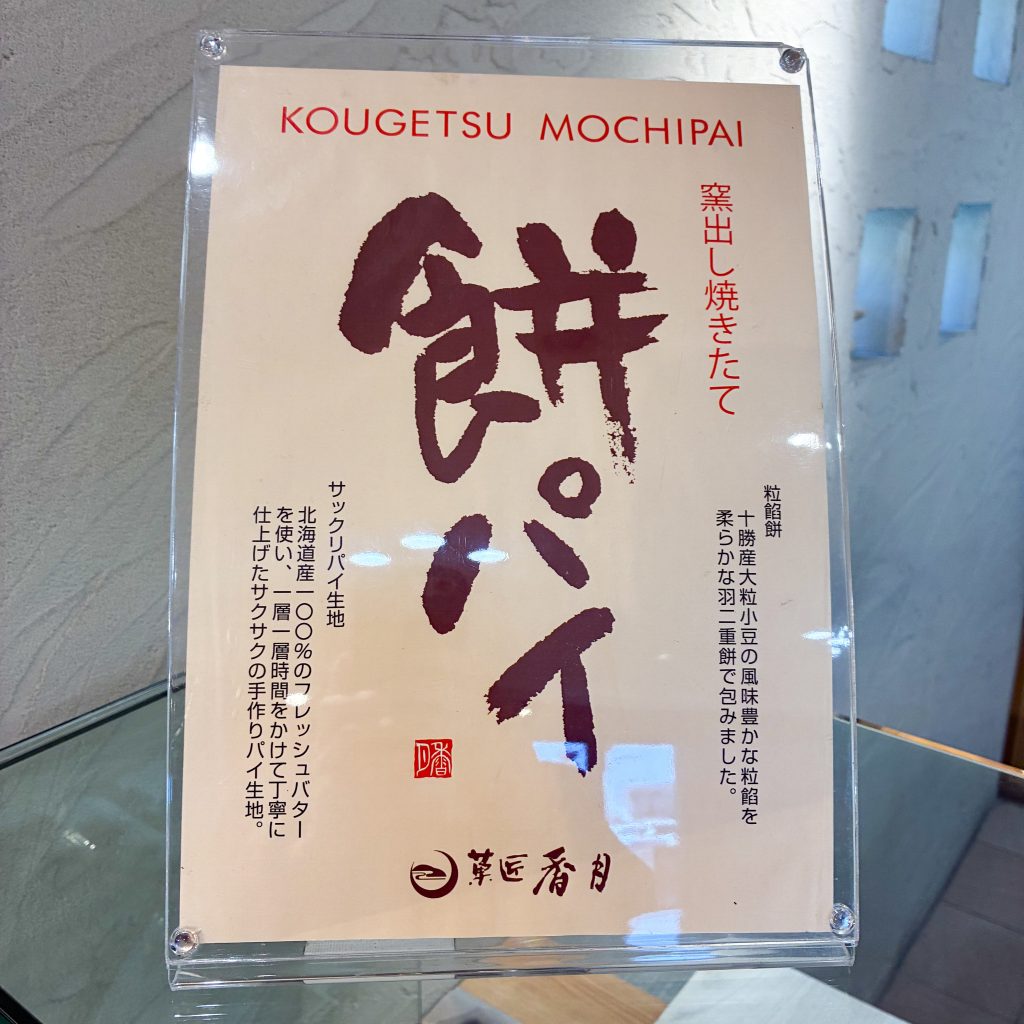 KOUGETSU MOCHIPAI
窯出し焼きたて
餅パイ
粒餡餅
十勝産大粒小豆の風味豊かな粒餡を
柔らかな羽二重餅で包みました。
サックリパイ生地
北海道産一〇〇%のフレッシュバター
を使い、一層一層時間をかけて丁寧に
仕上げたサクサクの手作りパイ生地。
香月
菓匠香月